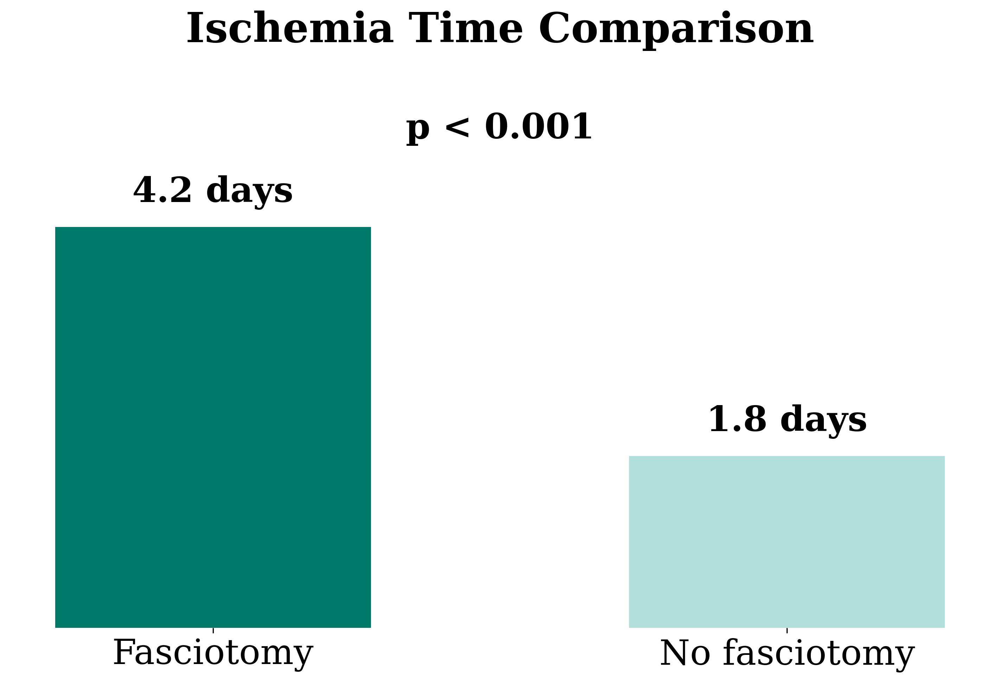 Ischemia Time Comparison
p < 0.001
4.2 days
1.8 days
Fasciotomy
No fasciotomy